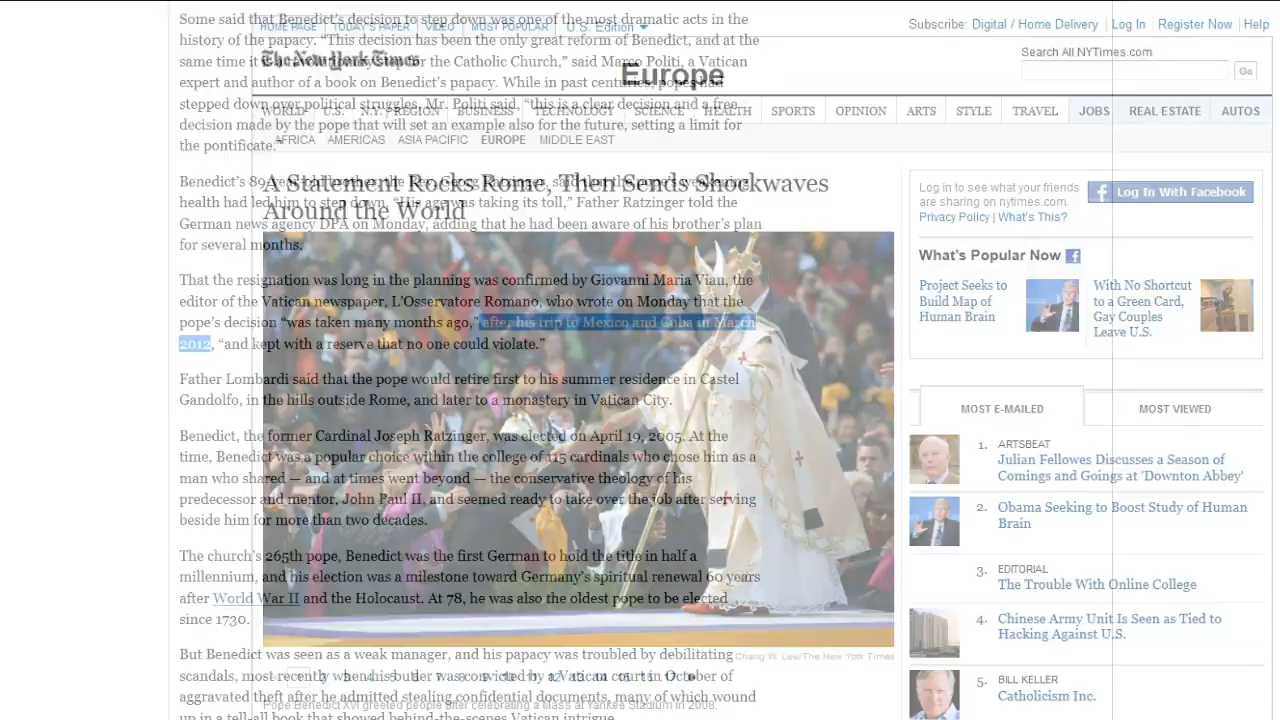 Some said that Benedict's decision to step down was one of the most dramatic acts in the
history of the papacy. “This decision has been the only great reform of Benedict, and at the
same time it for the Catholic Church,” said Marco Politi, a Vatican
expert and author of a book on Benedict's papacy. While in past centuries, popes had
stepped down over political struggles, Mr. Politi said, “this is a clear decision and a free
decision made by the pope that will set an example also for the future, setting a limit for
the pontificate.”
Benedict's 89 brother, the Rev. Georg Ratzinger, said that
health had led him to step down. “His age was taking its toll,” Father Ratzinger told the
German news agency DPA on Monday, adding that he had been aware of his brother's plan
for several months.
That the resignation was long in the planning was confirmed by Giovanni Maria Vian, the
editor of the Vatican newspaper, L'Osservatore Romano, who wrote on Monday that the
pope's decision “was taken many months ago,” after his trip to Mexico and Cuba in March
2012, “and kept with a reserve that no one could violate.”
Father Lombardi said that the pope would retire first to his summer residence in Castel
Gandolfo, in the hills outside Rome, and later to a monastery in Vatican City.
Benedict, the former Cardinal Joseph Ratzinger, was elected on April 19, 2005. At the
time, Benedict was a popular choice within the college of 115 cardinals who chose him as a
man who shared — and at times went beyond — the conservative theology of his
predecessor and mentor, John Paul II, and seemed ready to take over the job after serving
beside him for more than two decades.
The church's 265th pope, Benedict was the first German to hold the title in half a
millennium, and his election was a milestone toward Germany's spiritual renewal 60 years
after World War II and the Holocaust. At 78, he was also the oldest pope to be elected
since 1730.
But Benedict was seen as a weak manager, and his papacy was troubled by debilitating
scandals, most recently when his butler was convicted by a Vatican court in October of
aggravated theft after he admitted stealing confidential documents, many of which wound
up in a tell-all book that showed behind-the-scenes Vatican intrigue.
HOME PAGE TODAY'S PAPER VIDEO MOST POPULAR U.S. Edition
Subscribe: Digital / Home Delivery Log In Register Now Help
The New York Times
Europe
Search All NYTimes.com
Go
WORLD U.S. N.Y. / REGION BUSINESS TECHNOLOGY SCIENCE HEALTH SPORTS OPINION ARTS STYLE TRAVEL JOBS REAL ESTATE AUTOS
AFRICA AMERICAS ASIA PACIFIC EUROPE MIDDLE EAST
A Statement Rocks Rome, Then Sends Shockwaves
Around the World
Chang W. Lee/The New York Times
Pope Benedict XVI greeted people after celebrating a Mass at Yankee Stadium in 2008.
Log in to see what your friends
are sharing on nytimes.com.
Privacy Policy | What's This?
f Log In With Facebook
What's Popular Now f
Project Seeks to
Build Map of
Human Brain
With No Shortcut
to a Green Card,
Gay Couples
Leave U.S.
MOST E-MAILED MOST VIEWED
1. ARTSBEAT
Julian Fellowes Discusses a Season of
Comings and Goings at 'Downton Abbey'
2. Obama Seeking to Boost Study of Human
Brain
3. EDITORIAL
The Trouble With Online College
4. Chinese Army Unit Is Seen as Tied to
Hacking Against U.S.
5. BILL KELLER
Catholicism Inc.